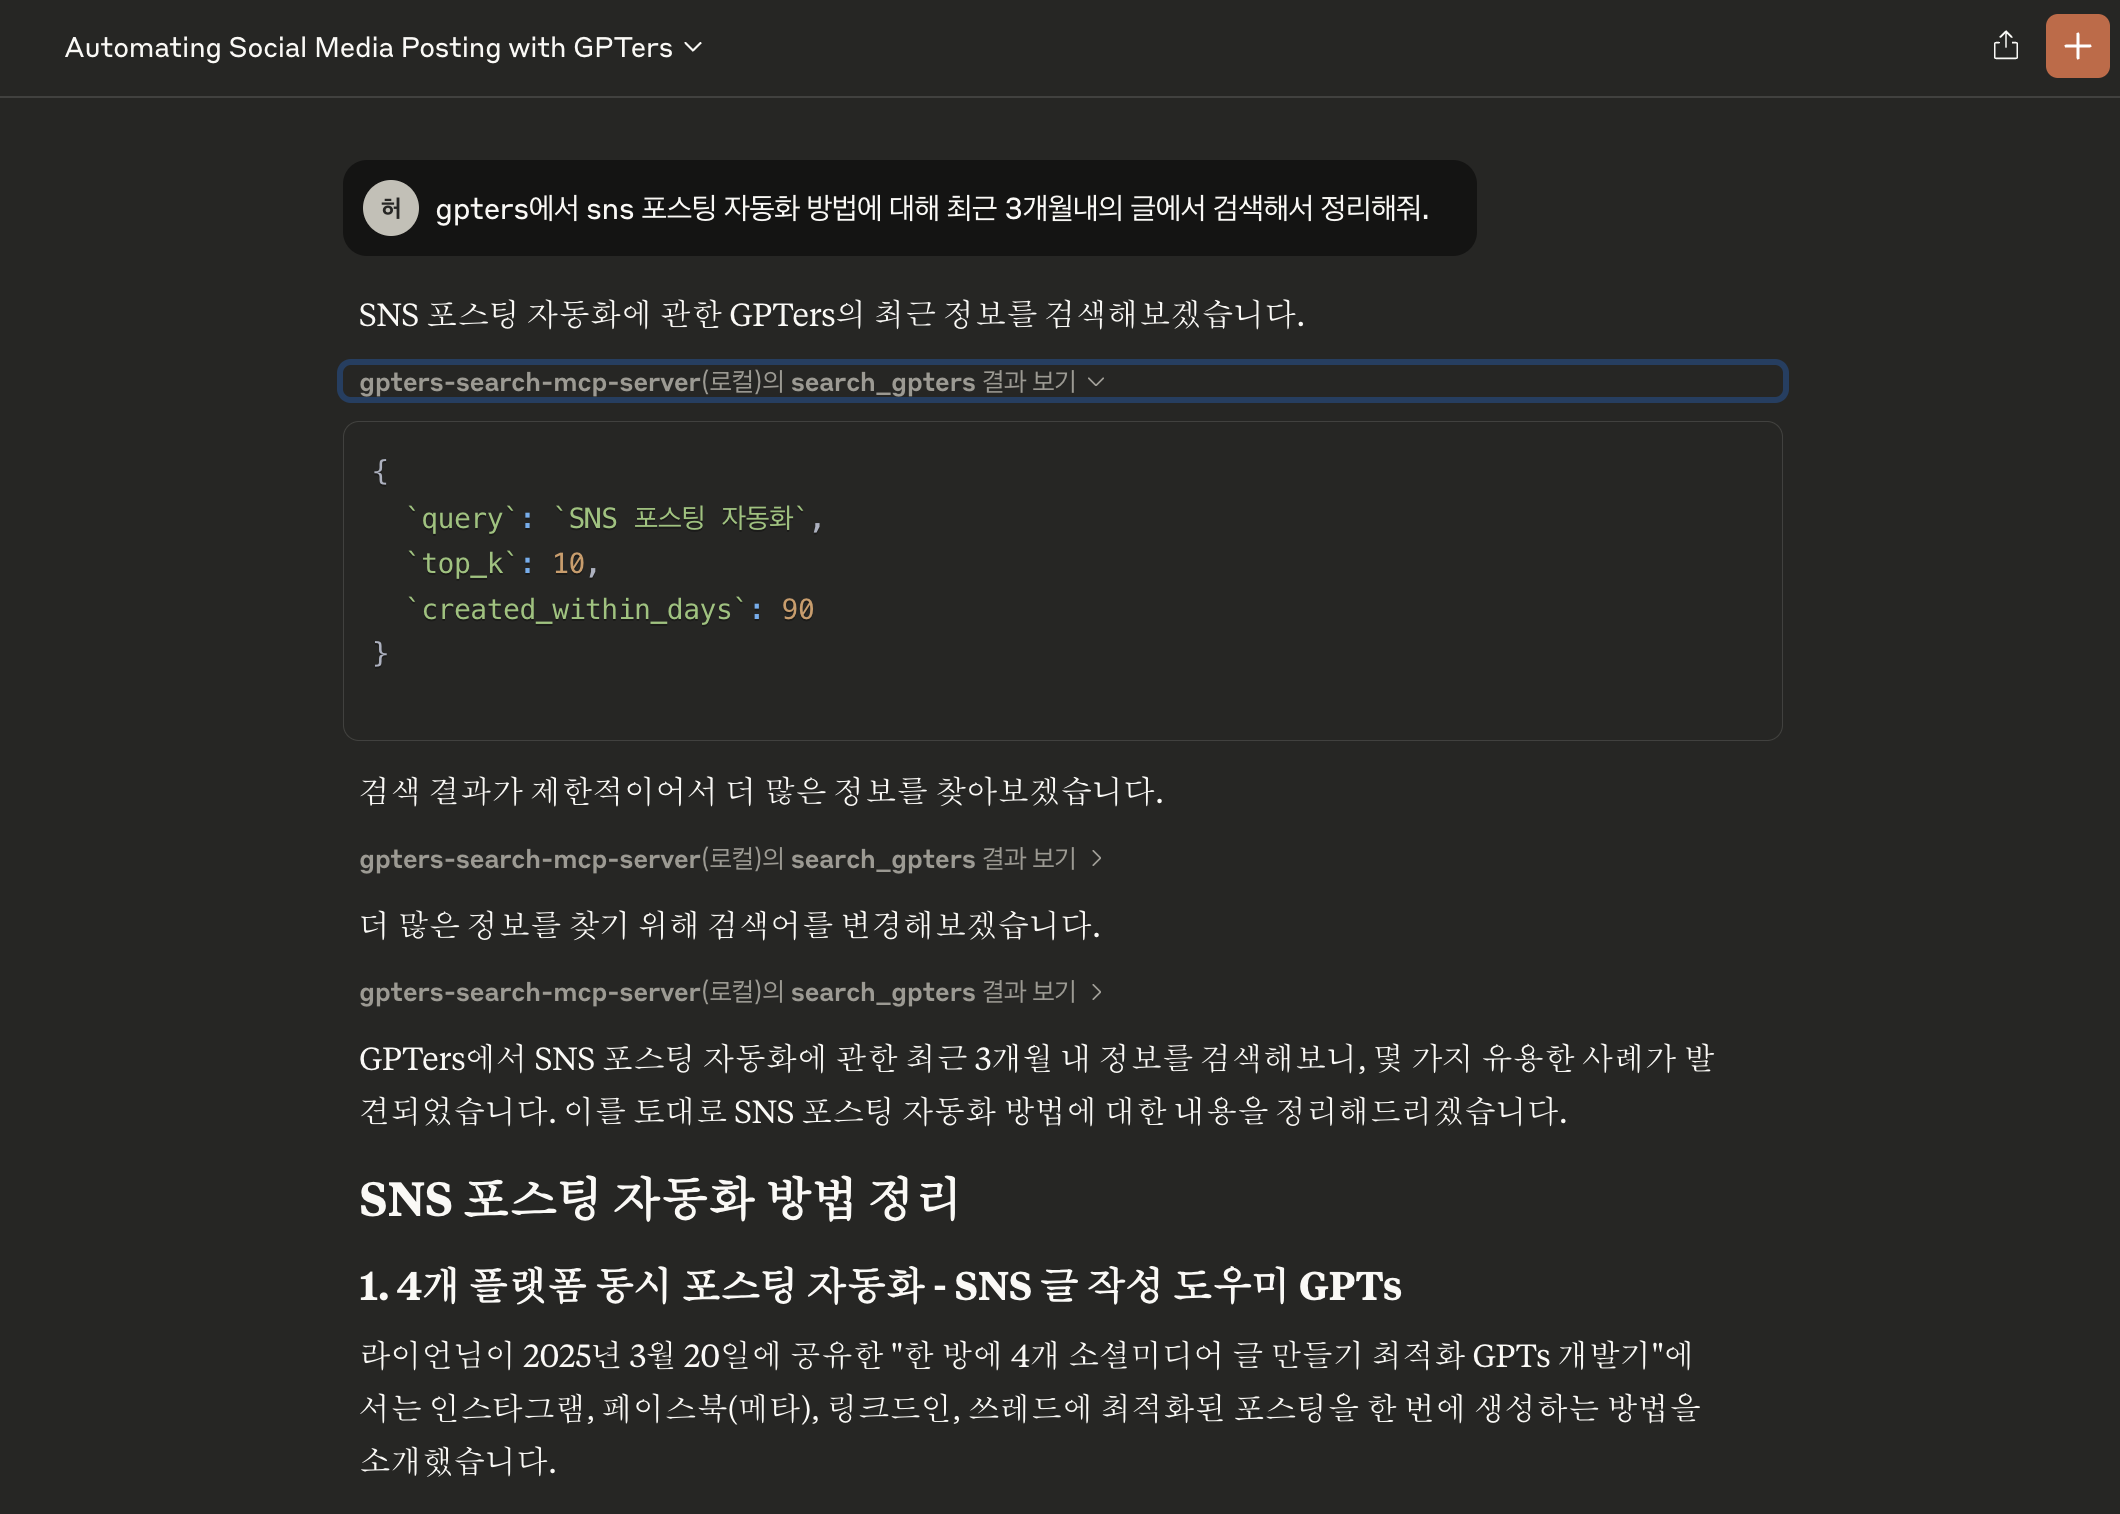 Automating Social Media Posting with GPTers
허
gpters에서 sns 포스팅 자동화 방법에 대해 최근 3개월내의 글에서 검색해서 정리해줘.
SNS 포스팅 자동화에 관한 GPTers의 최근 정보를 검색해보겠습니다.
gpters-search-mcp-server(로컬)의 search_gpters 결과 보기
{
`query`: `SNS 포스팅 자동화`,
`top_k`: 10,
`created_within_days`: 90
}
검색 결과가 제한적이어서 더 많은 정보를 찾아보겠습니다.
gpters-search-mcp-server(로컬)의 search_gpters 결과 보기
더 많은 정보를 찾기 위해 검색어를 변경해보겠습니다.
gpters-search-mcp-server(로컬)의 search_gpters 결과 보기
GPTers에서 SNS 포스팅 자동화에 관한 최근 3개월 내 정보를 검색해보니, 몇 가지 유용한 사례가 발
견되었습니다. 이를 토대로 SNS 포스팅 자동화 방법에 대한 내용을 정리해드리겠습니다.
SNS 포스팅 자동화 방법 정리
1. 4개 플랫폼 동시 포스팅 자동화 - SNS 글 작성 도우미 GPTs
라이언님이 2025년 3월 20일에 공유한 "한 방에 4개 소셜미디어 글 만들기 최적화 GPTs 개발기"에
서는 인스타그램, 페이스북(메타), 링크드인, 쓰레드에 최적화된 포스팅을 한 번에 생성하는 방법을
소개했습니다.